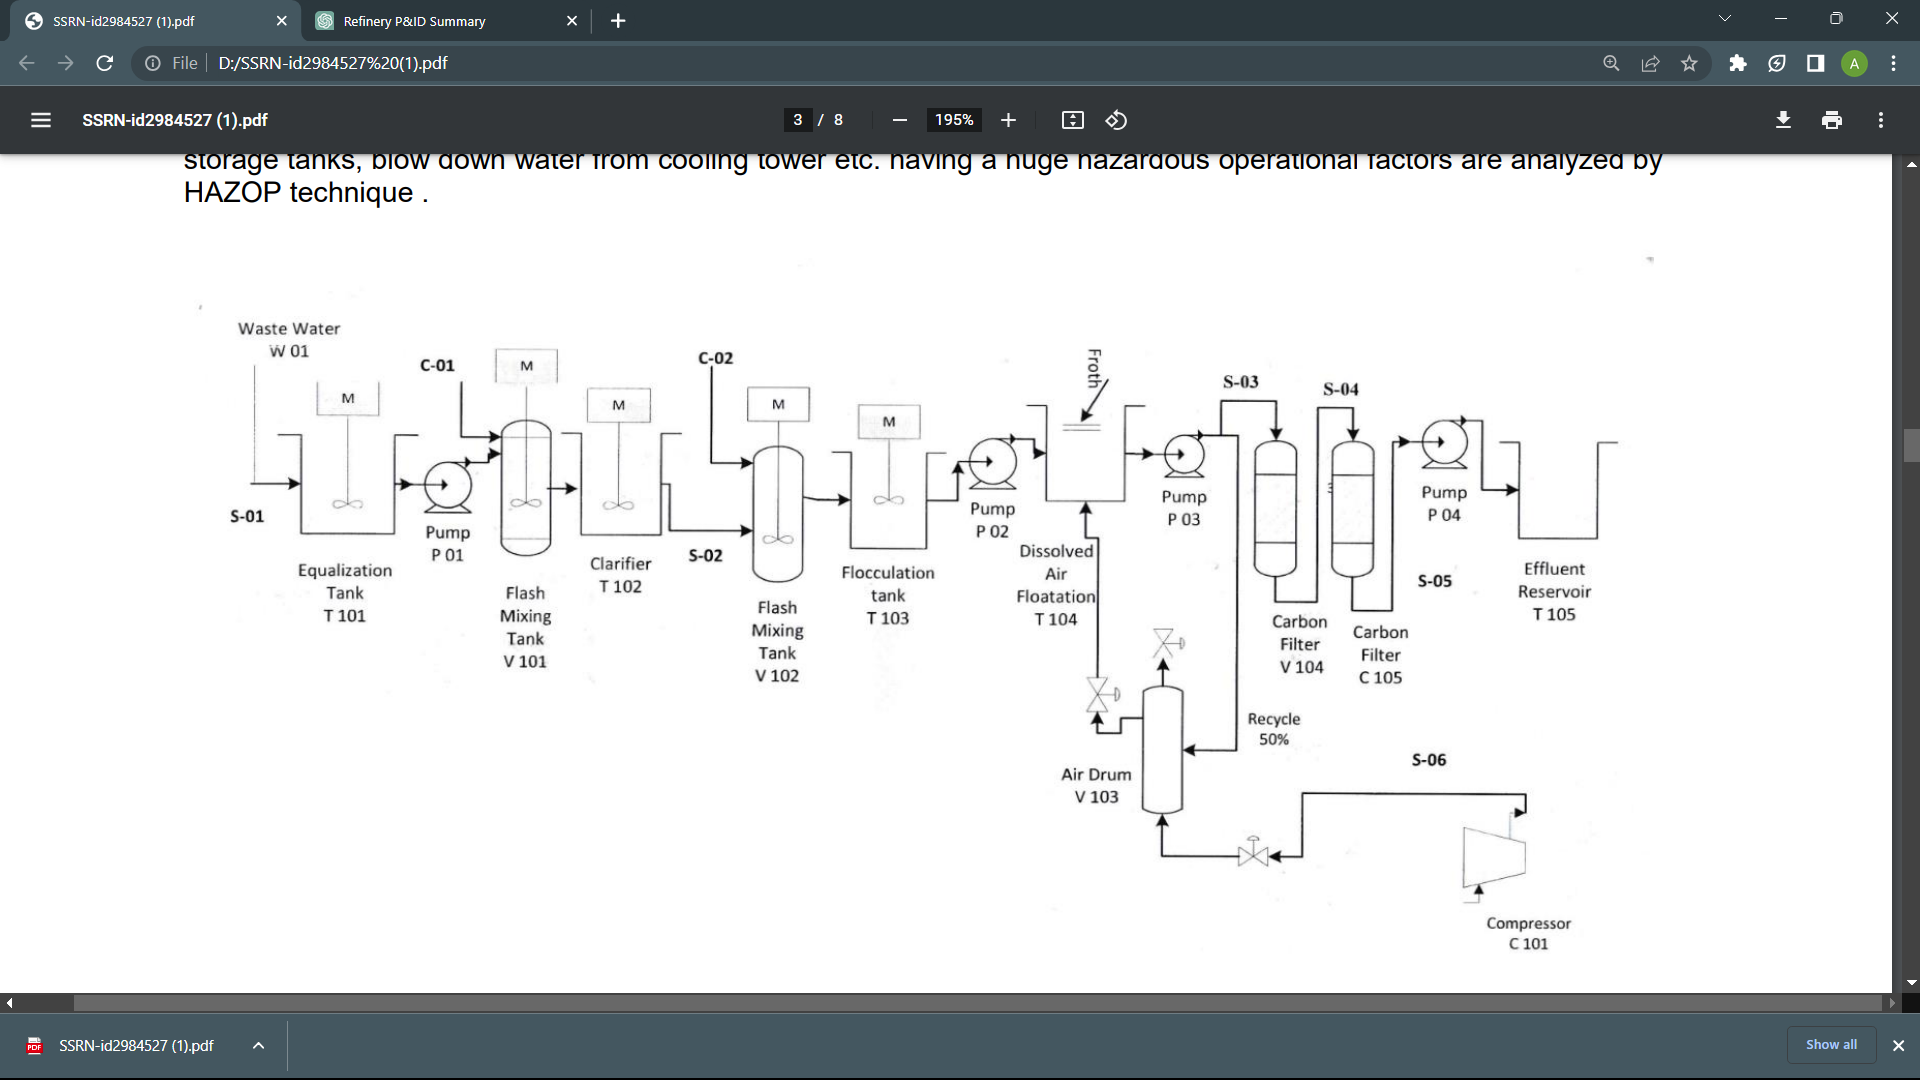 SSRN-id2984527 (1).pdf
Refinery P&ID Summary
File
D:/SSRN-id2984527%20(1).pdf
A
SSRN-id2984527 (1).pdf
3 / 8
195%
storage tanks, blow down water from cooling tower etc. having a huge hazardous operational factors are analyzed by
HAZOP technique .
Waste Water
W 01
C-01
M
M
M
C-02
M
M
Froth
S-03
S-04
S-01
Equalization
Tank
T 101
Pump
P 01
Flash
Mixing
Tank
V 101
Clarifier
T 102
S-02
Flash
Mixing
Tank
V 102
Flocculation
tank
T 103
Pump
P 02
Dissolved
Air
Floatation
T 104
Pump
P 03
Carbon
Filter
V 104
Carbon
Filter
C 105
Pump
P 04
S-05
Effluent
Reservoir
T 105
Recycle
50%
Air Drum
V 103
S-06
Compressor
C 101
PDF
SSRN-id2984527 (1).pdf
Show all